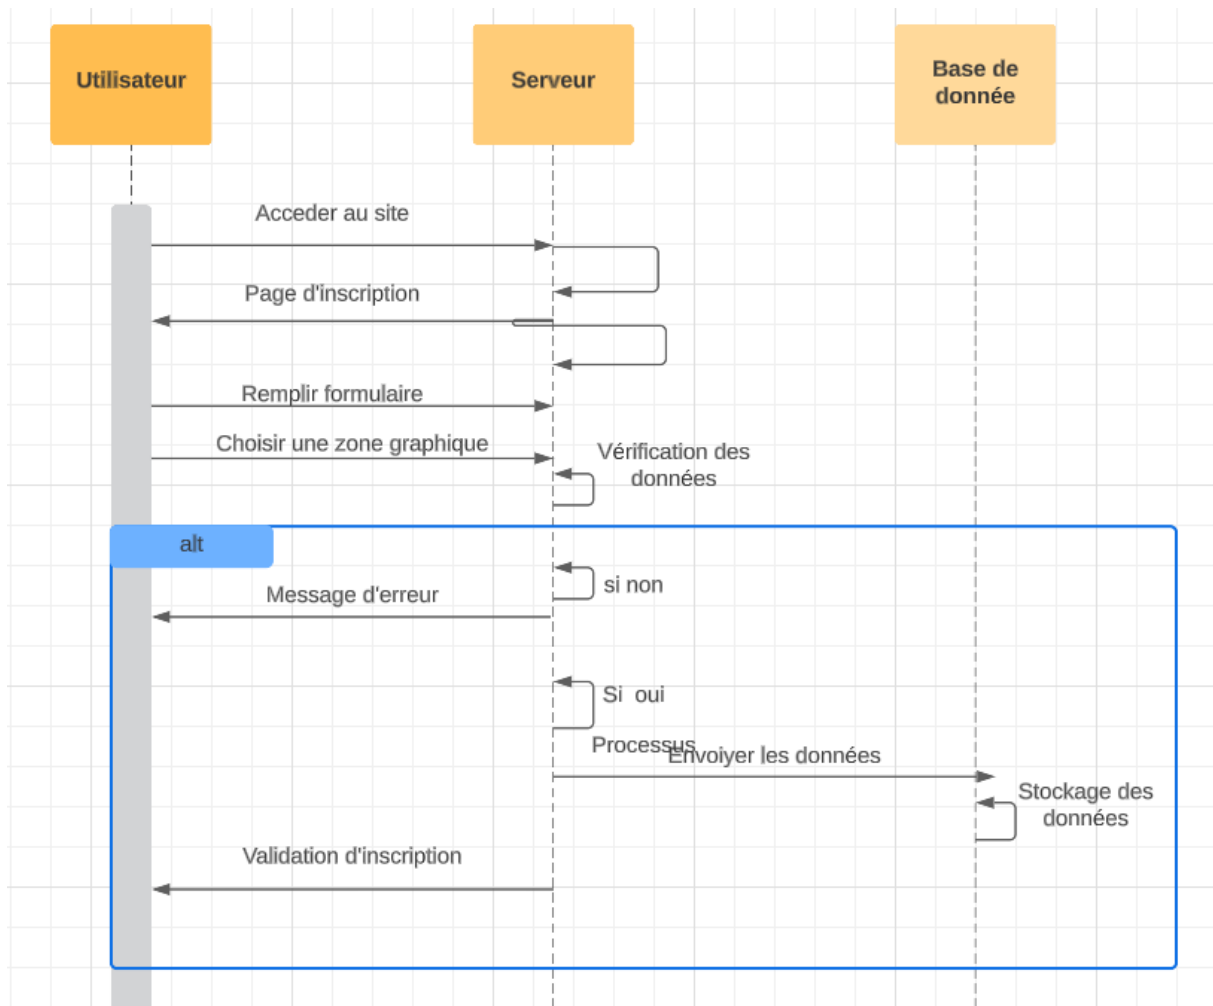 Utilisateur
Serveur
Base de
donnée
Acceder au site
Page d'inscription
Remplir formulaire
Choisir une zone graphique
Vérification des
données
alt
si non
Message d'erreur
Si oui
Processus
Envoiyer les données
Stockage des
données
Validation d'inscription